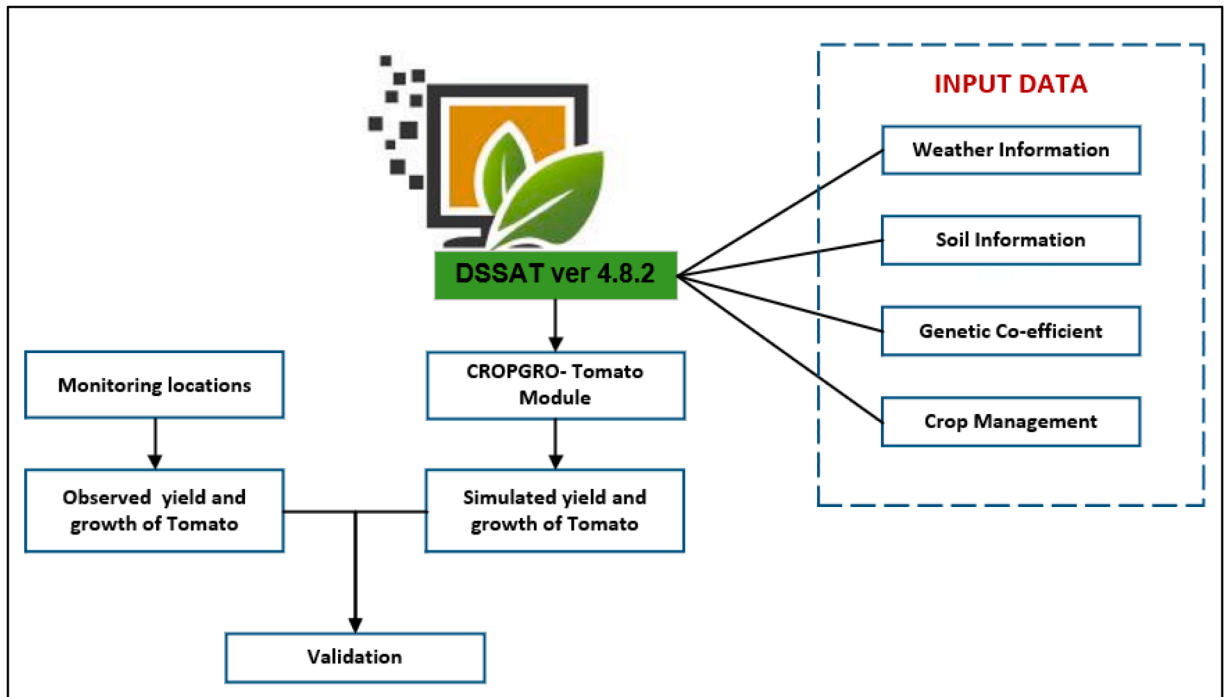 INPUT DATA
Weather Information
Soil Information
Genetic Co-efficient
Crop Management
DSSAT ver 4.8.2
CROPGRO- Tomato
Module
Monitoring locations
Observed yield and
growth of Tomato
Simulated yield and
growth of Tomato
Validation